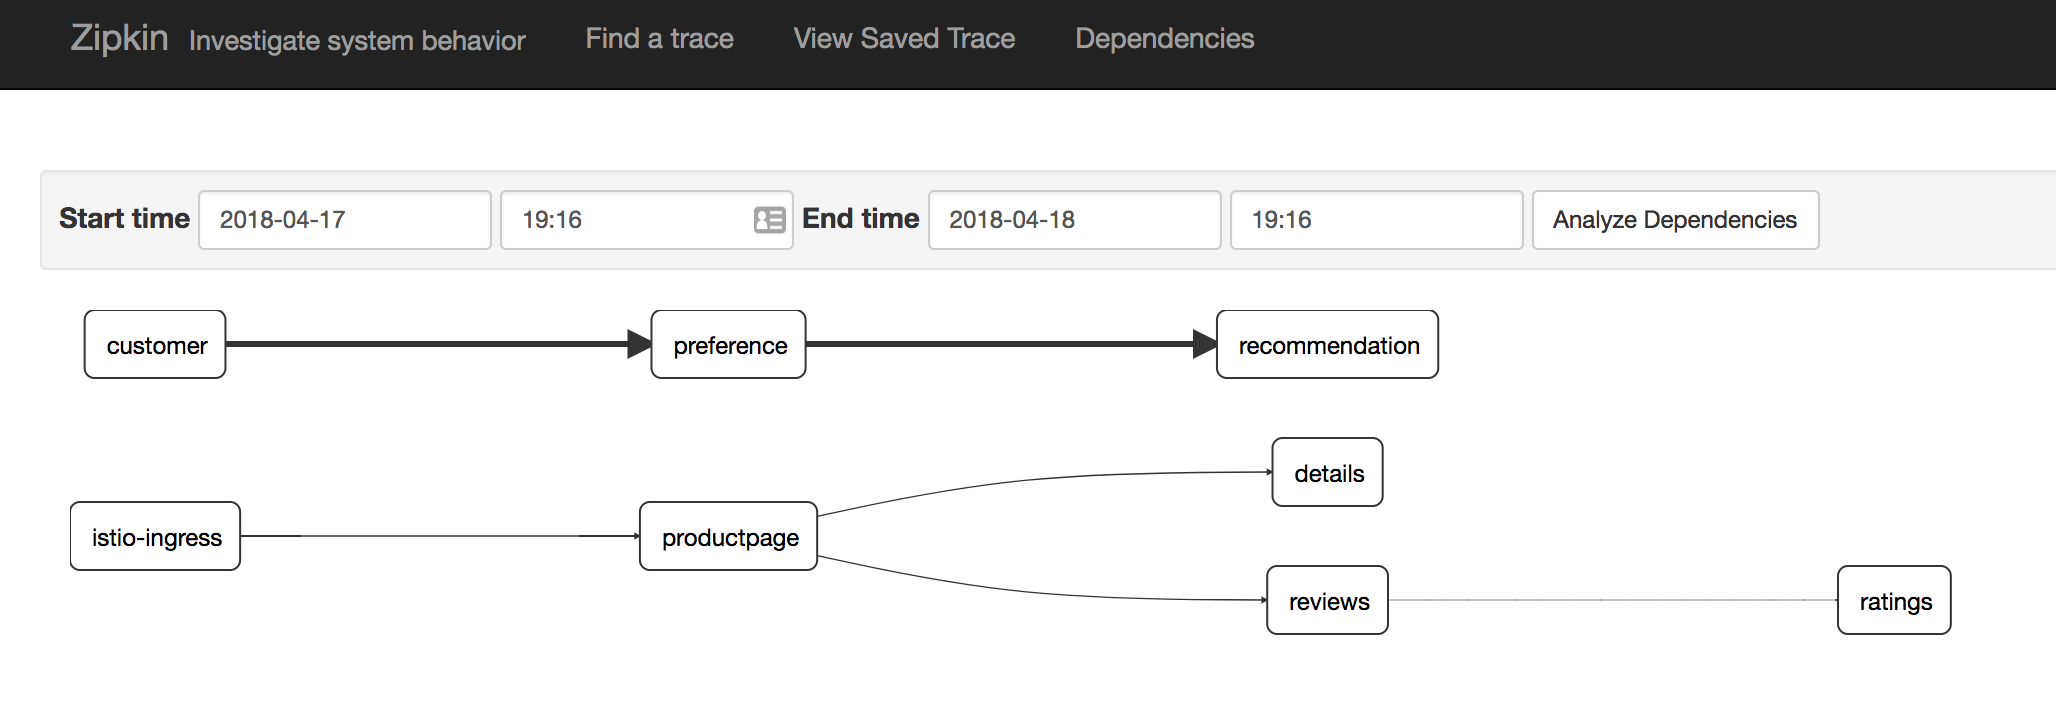 Zipkin Investigate system behavior Find a trace View Saved Trace Dependencies
Start time 2018-04-17 19:16 End time 2018-04-18 19:16 Analyze Dependencies
customer preference recommendation
details
istio-ingress productpage
reviews ratings